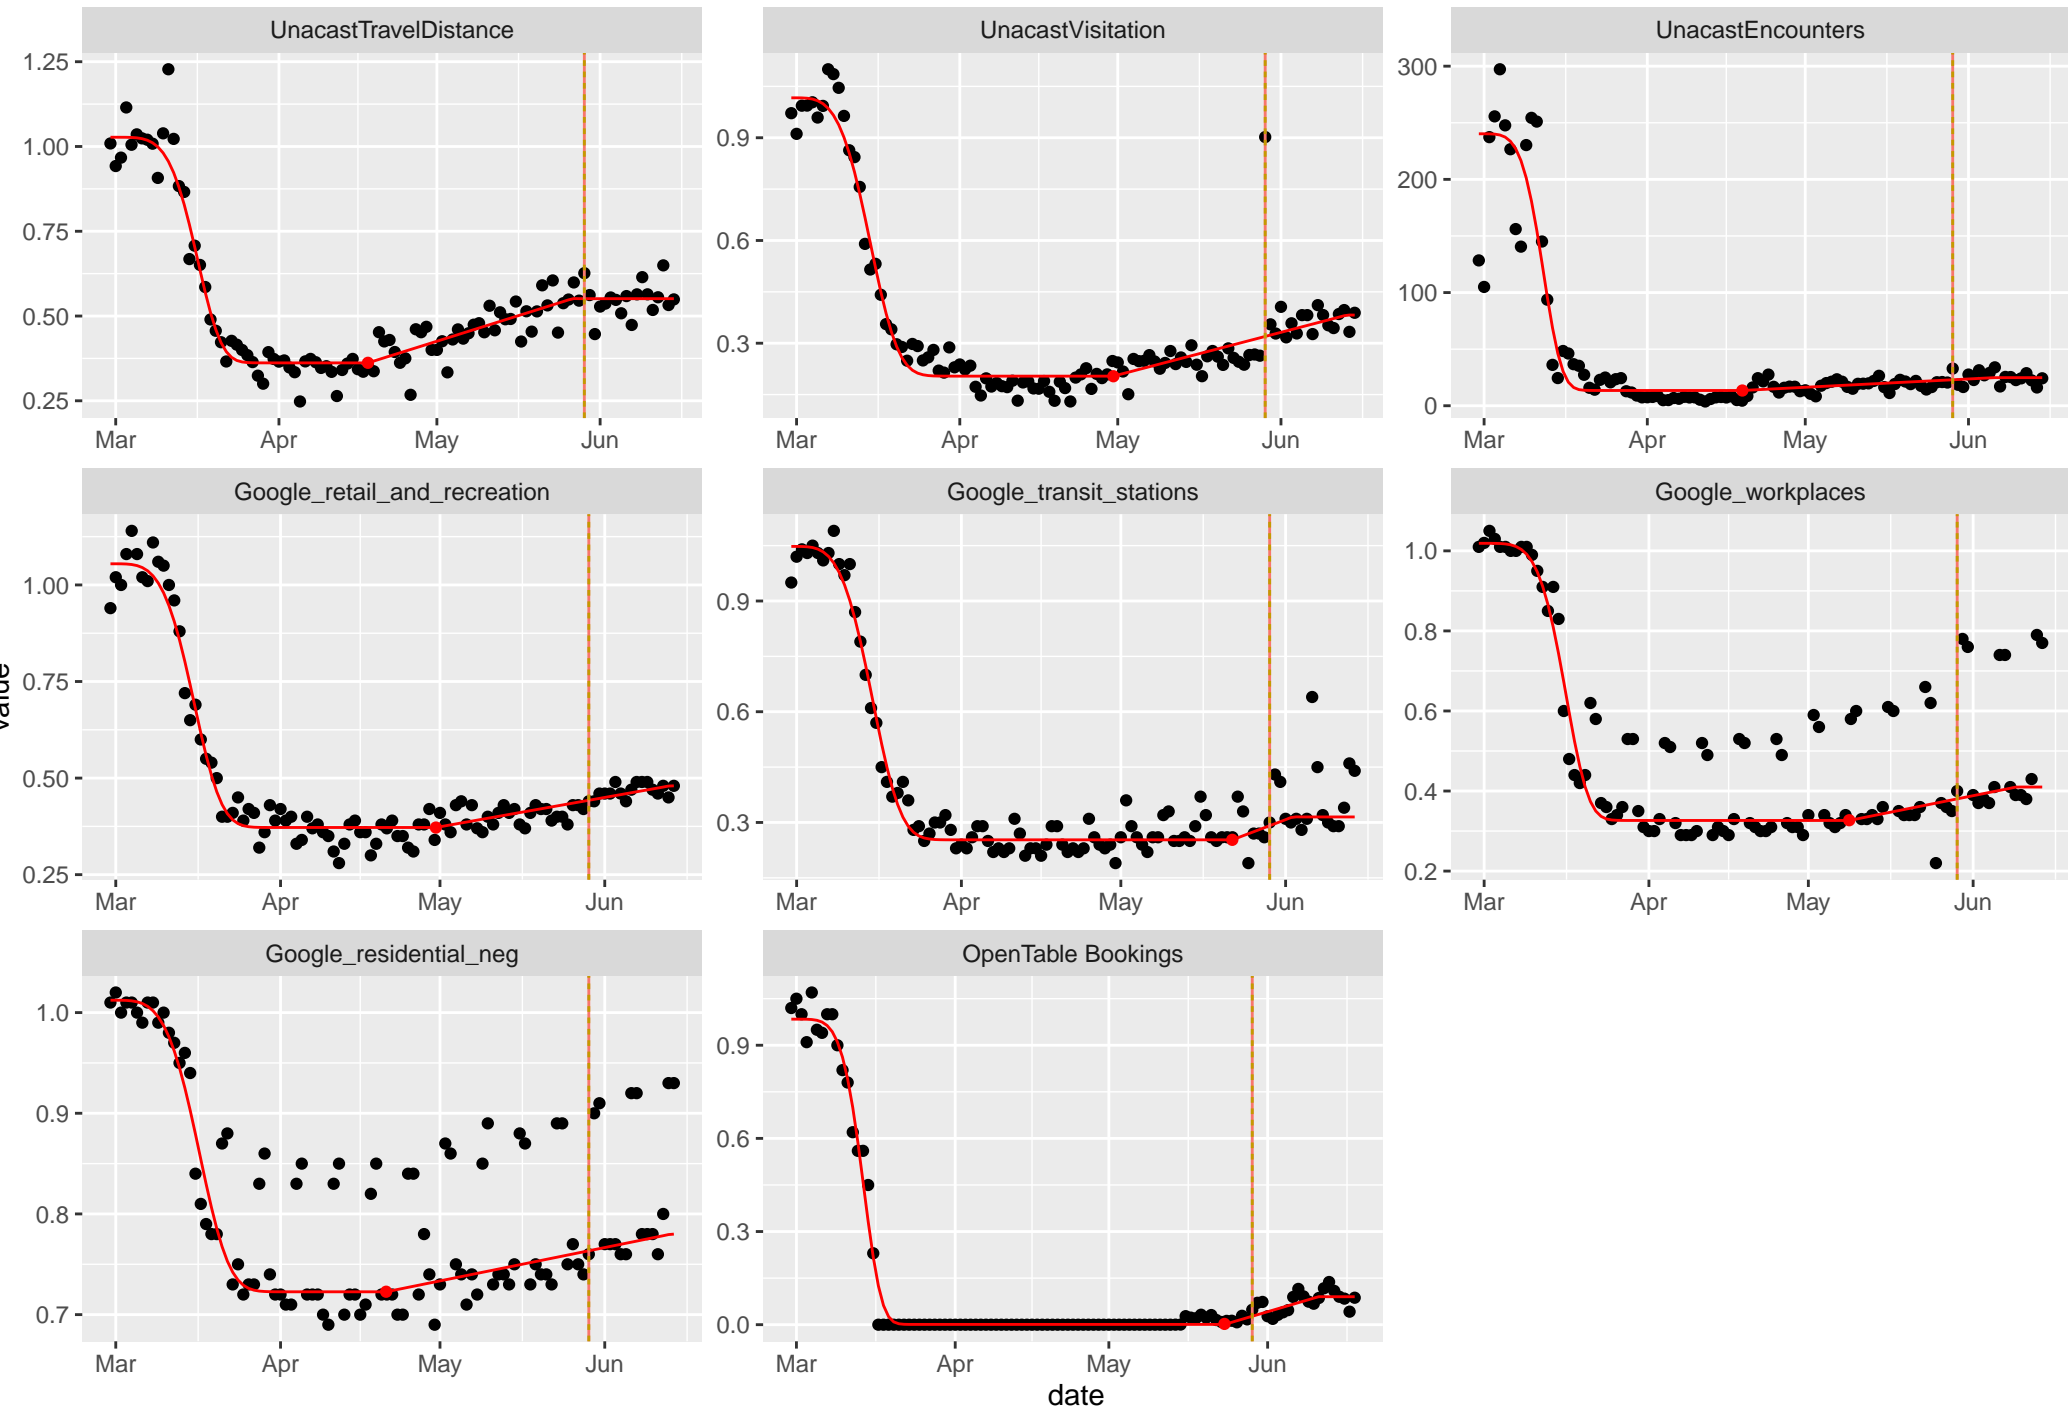 UnacastTravelDistance UnacastVisitation UnacastEncounters
1.25 300
1.00 0.9 200
0.75 0.6
0.50 0.3 100
0.25 0
Mar Apr May Jun Mar Apr May Jun Mar Apr May Jun
Google_retail_and_recreation Google_transit_stations Google_workplaces
1.00 0.9 1.0
0.75 0.6 0.8
0.50 0.3 0.6
0.25 0.4
0.2
value
Mar Apr May Jun Mar Apr May Jun Mar Apr May Jun
Google_residential_neg OpenTable Bookings
1.0 0.9
0.9 0.6
0.8 0.3
0.7 0.0
Mar Apr May Jun Mar Apr May Jun
date